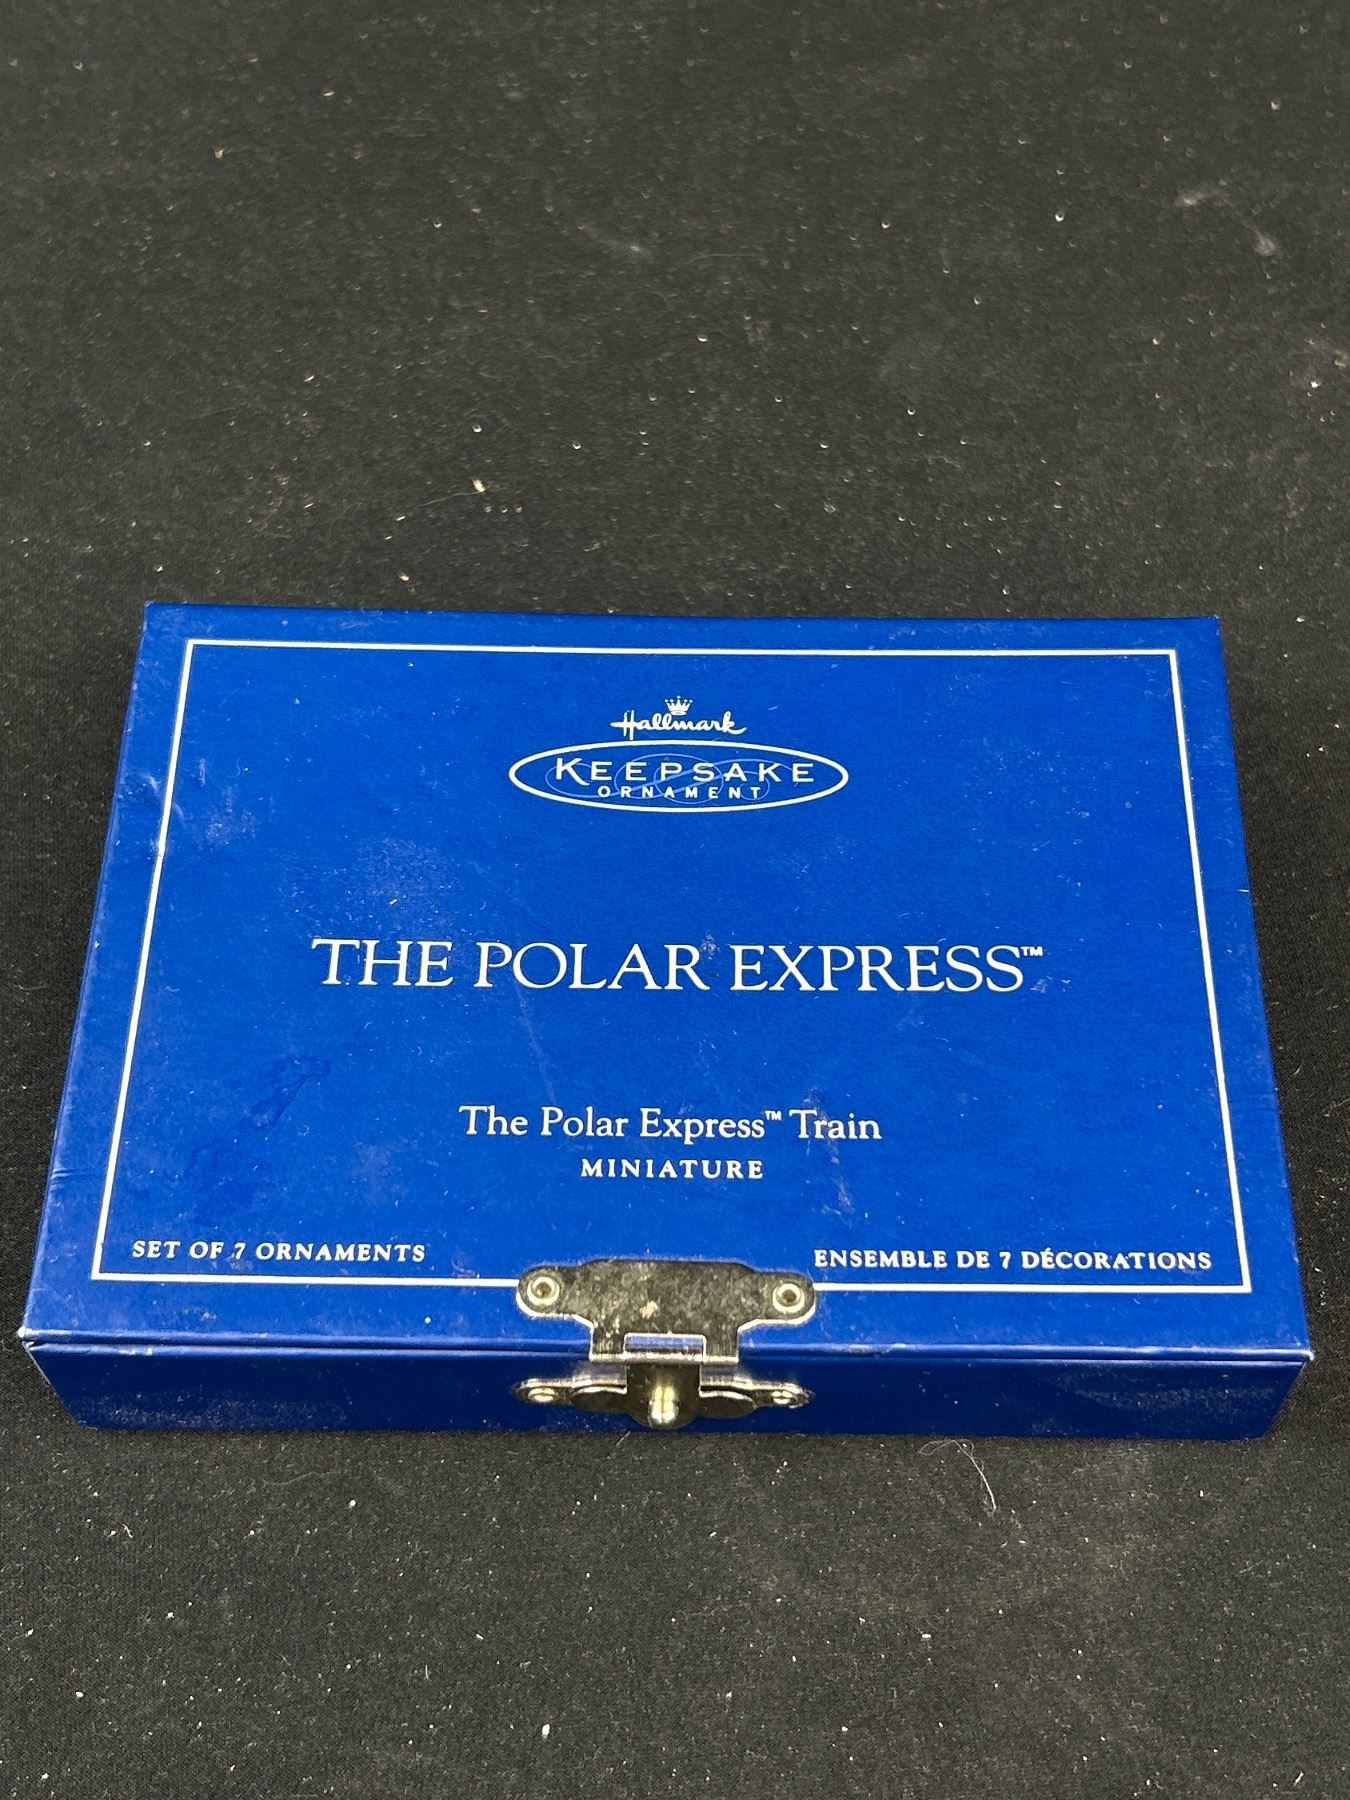 Hallmark
KEEPSAKE
ORNAMENT
THE POLAR EXPRESS™
The Polar Express™ Train
MINIATURE
SET OF 7 ORNAMENTS
ENSEMBLE DE 7 DÉCORATIONS